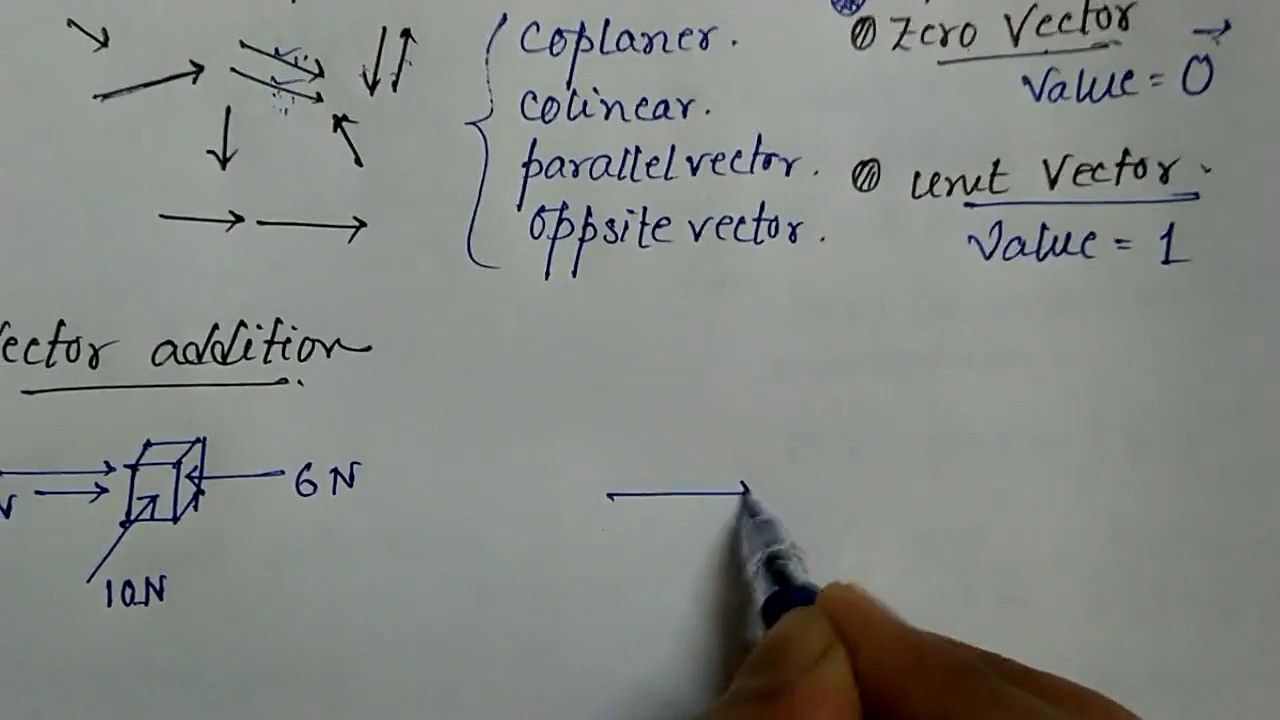 coplaner.
colinear.
parallel vector.
oppsite vector.
Zero Vector
Value = 0
unit Vector.
Value = 1
ector addition
6 N
10N